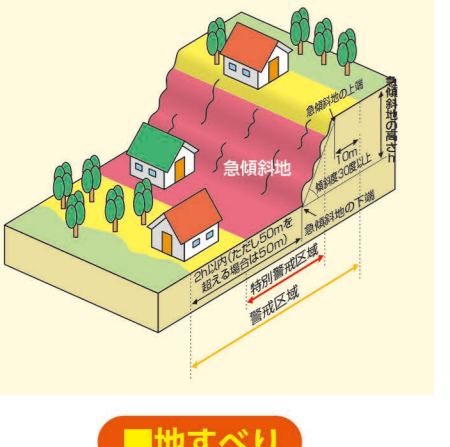 急傾斜地の上端
急傾斜地の高さh
10m
傾斜度30度以上
急傾斜地
急傾斜地の下端
2h以内(ただし50mを
超える場合は50m)
特別警戒区域
警戒区域
■地すべり